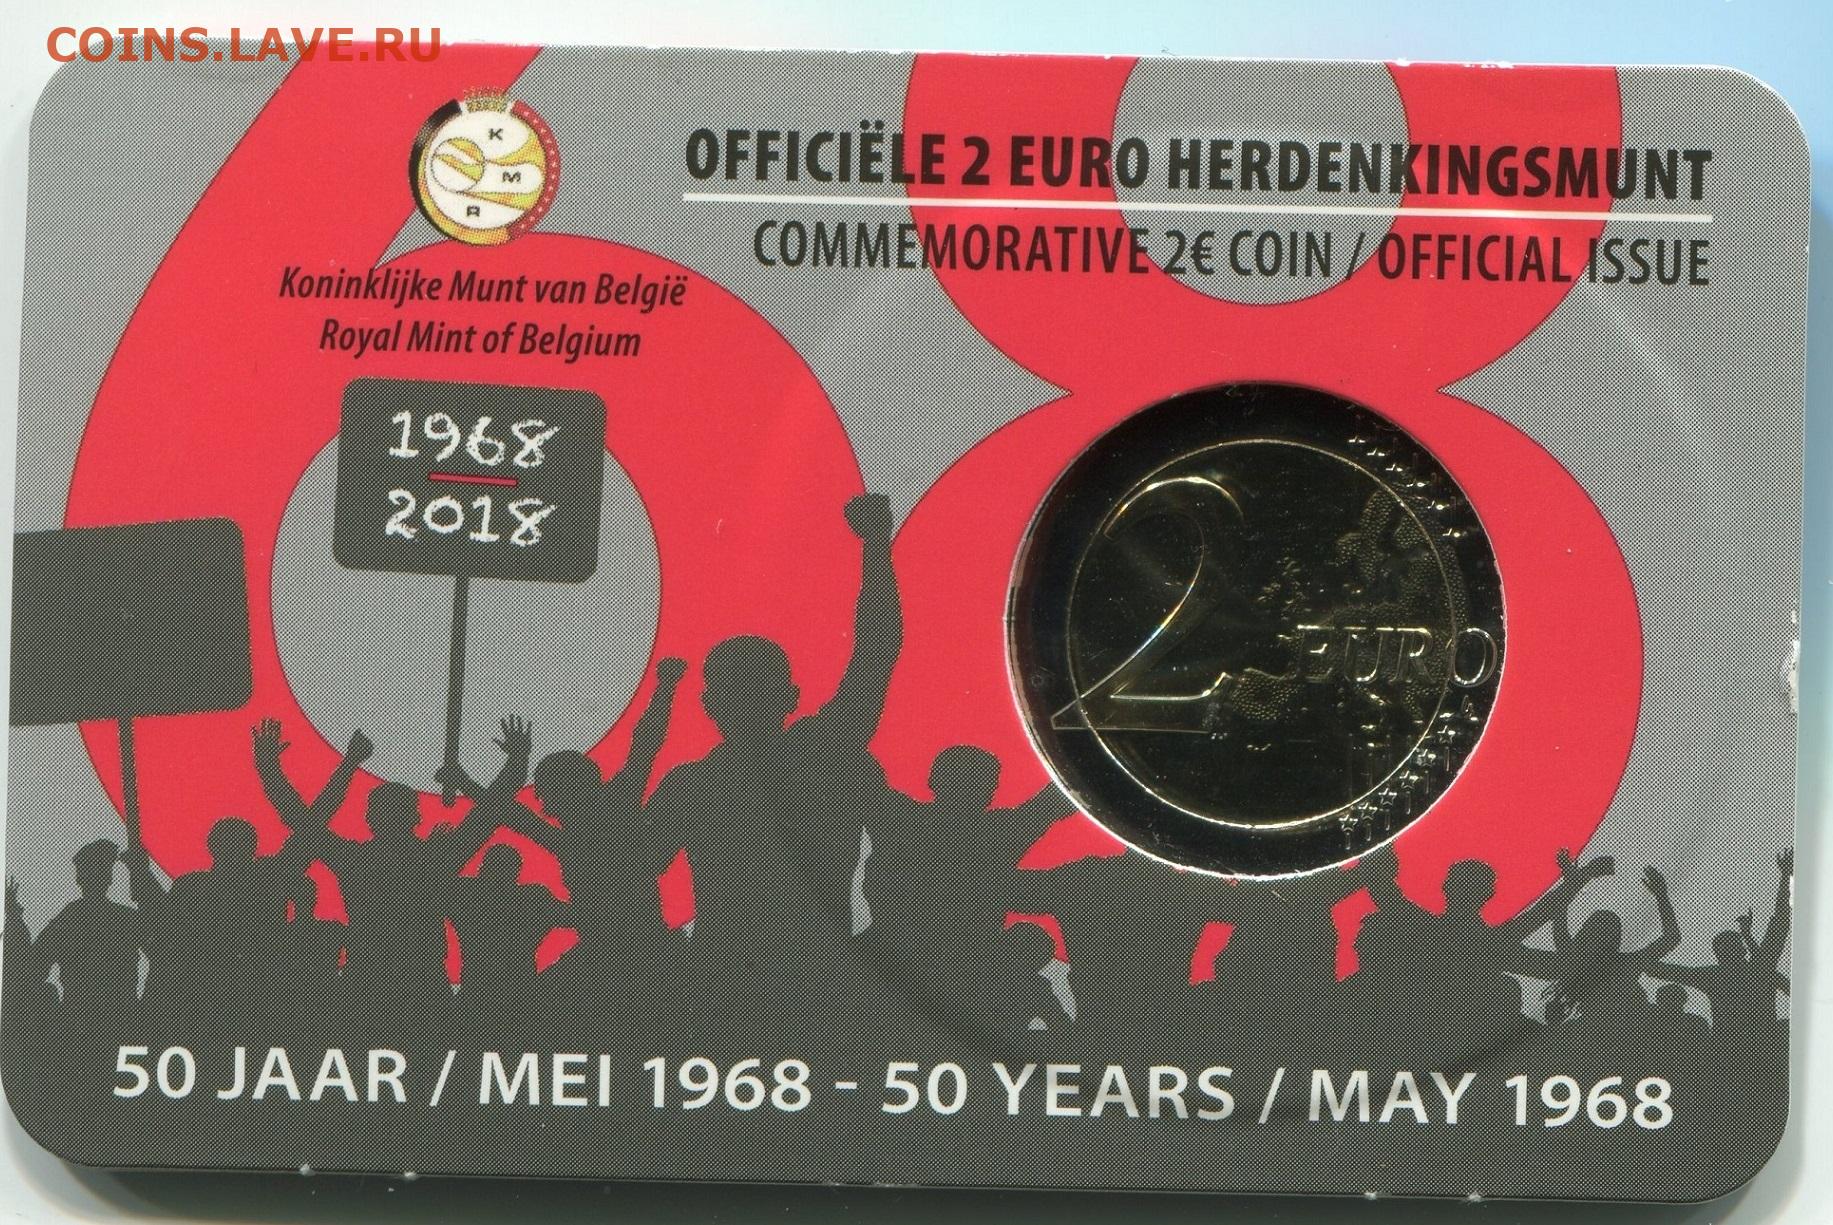 COINS.LAVE.RU
K
M
R
OFFICIËLE 2 EURO HERDENKINGSMUNT
COMMEMORATIVE 2€ COIN / OFFICIAL ISSUE
Koninklijke Munt van België
Royal Mint of Belgium
1968
2018
2 EURO
50 JAAR / MEI 1968 - 50 YEARS / MAY 1968